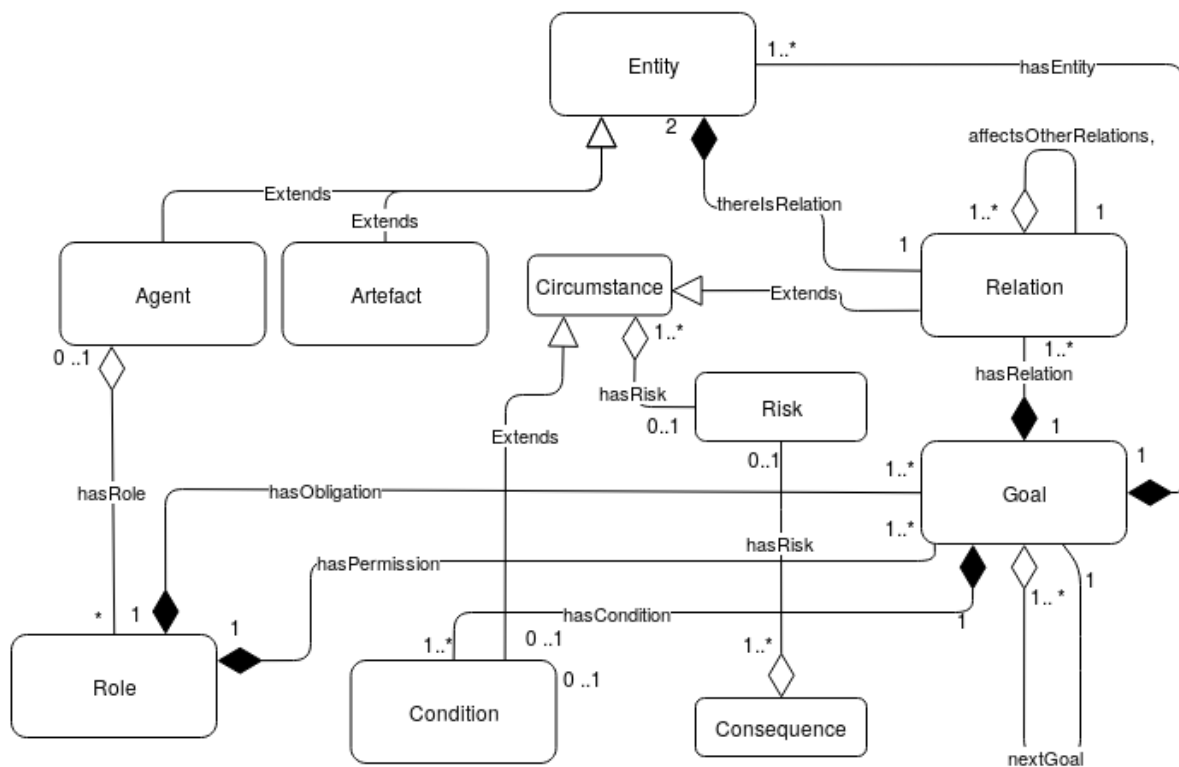 Entity
1..*
hasEntity
2
affectsOtherRelations,
Extends
thereIsRelation
1..*
1
Extends
1
Agent
Artefact
Circumstance
Extends
Relation
0 ..1
1..*
1..*
hasRisk
Risk
hasRelation
0..1
1
Extends
0..1
1..*
1
hasRole
hasObligation
Goal
1..*
hasRisk
hasPermission
1.. *
1
*
1
1
hasCondition
1
1..*
0 ..1
1..*
0 ..1
Role
Condition
Consequence
nextGoal